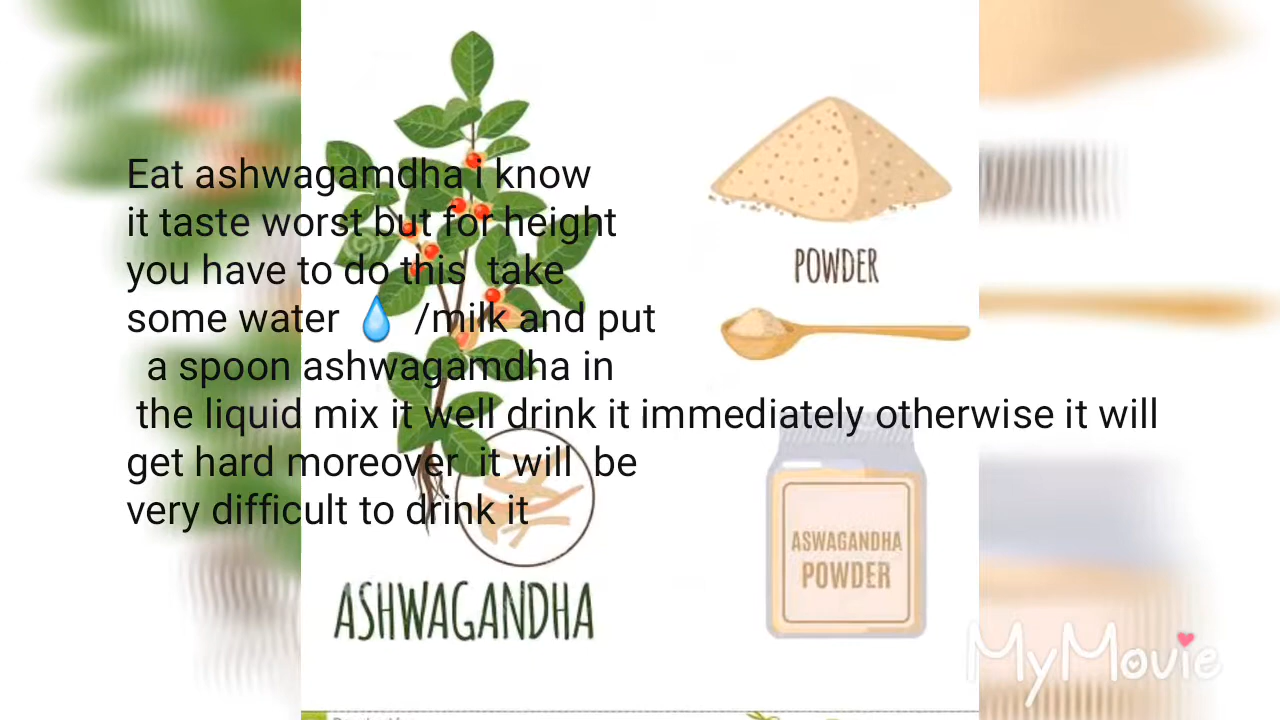 Eat ashwagamdha i know
it taste worst but for height
you have to do this take
some water 💧 /milk and put
a spoon ashwagamdha in
the liquid mix it well drink it immediately otherwise it will
get hard moreover it will be
very difficult to drink it
POWDER
ASWAGANDHA
POWDER
ASHWAGANDHA
MyMovie